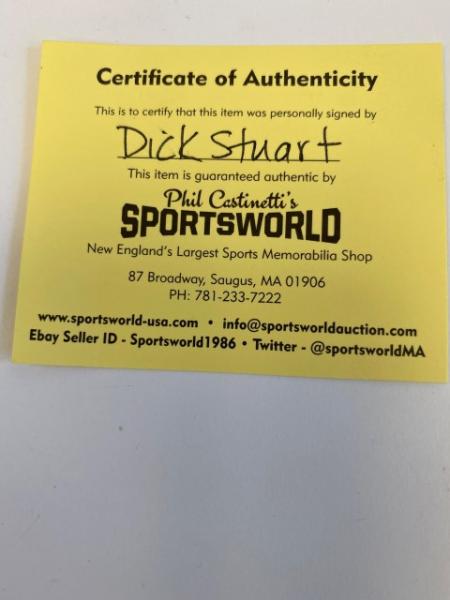 Certificate of Authenticity
This is to certify that this item was personally signed by
Dick Stuart
This item is guaranteed authentic by
Phil Castinetti's
SPORTSWORLD
New England's Largest Sports Memorabilia Shop
87 Broadway, Saugus, MA 01906
PH: 781-233-7222
www.sportsworld-usa.com • info@sportsworldauction.com
Ebay Seller ID - Sportsworld1986 • Twitter - @sportsworldMA